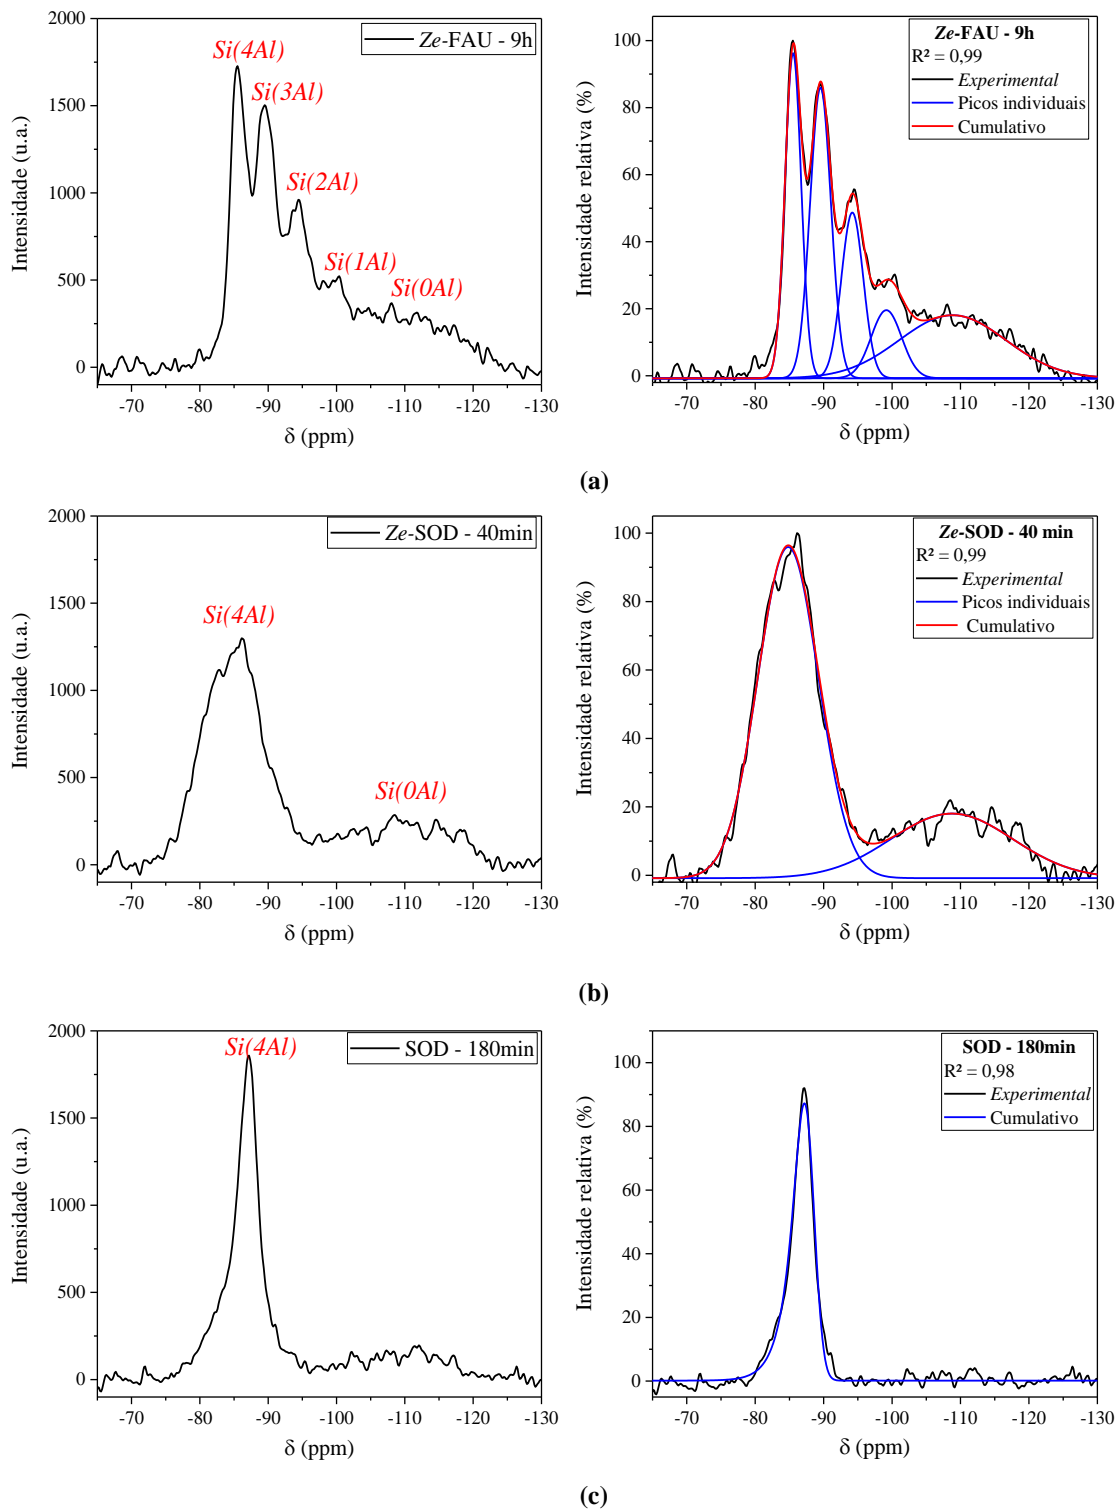 2000
1500
1000
500
0
Intensidade (u.a.)
Si(4Al)
Si(3Al)
Si(2Al)
Si(1Al)
Si(0Al)
Ze-FAU - 9h
-70 -80 -90 -100 -110 -120 -130
δ (ppm)
100
80
60
40
20
0
Intensidade relativa (%)
Ze-FAU - 9h
R² = 0,99
Experimental
Picos individuais
Cumulativo
-70 -80 -90 -100 -110 -120 -130
δ (ppm)
(a)
2000
1500
1000
500
0
Intensidade (u.a.)
Si(4Al)
Si(0Al)
Ze-SOD - 40min
-70 -80 -90 -100 -110 -120 -130
δ (ppm)
100
80
60
40
20
0
Intensidade relativa (%)
Ze-SOD - 40 min
R² = 0,99
Experimental
Picos individuais
Cumulativo
-70 -80 -90 -100 -110 -120 -130
δ (ppm)
(b)
2000
1500
1000
500
0
Intensidade (u.a.)
Si(4Al)
SOD - 180min
-70 -80 -90 -100 -110 -120 -130
δ (ppm)
100
80
60
40
20
0
Intensidade relativa (%)
SOD - 180min
R² = 0,98
Experimental
Cumulativo
-70 -80 -90 -100 -110 -120 -130
δ (ppm)
(c)